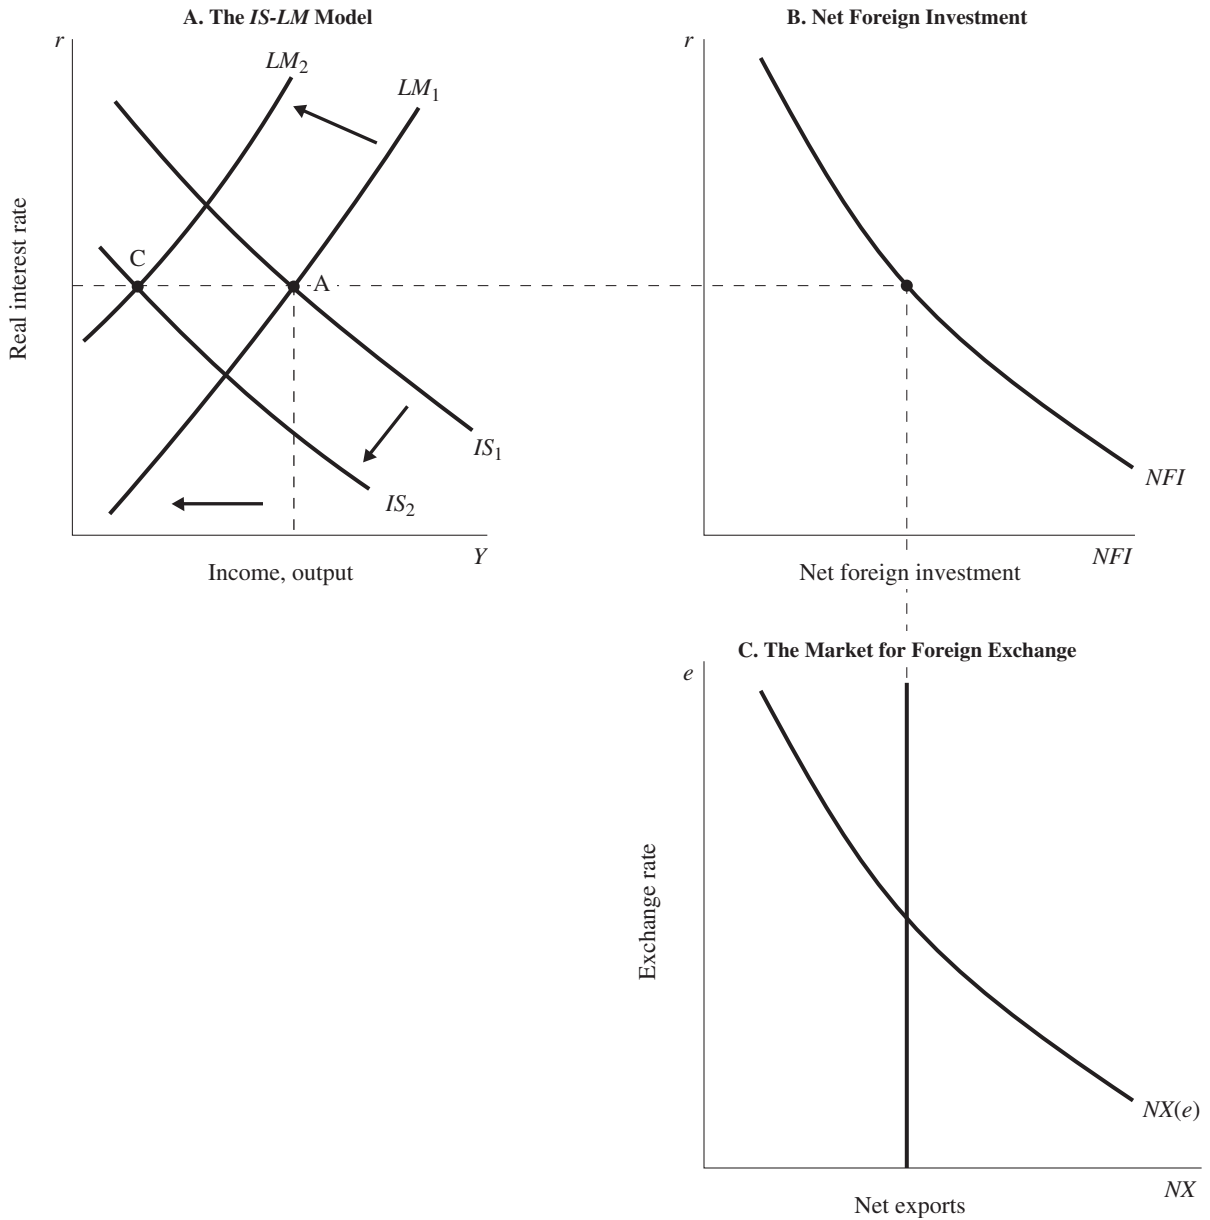 A. The IS-LM Model
r
LM₂
LM₁
C
A
IS₁
IS₂
Real interest rate
Y
Income, output
B. Net Foreign Investment
r
NFI
NFI
Net foreign investment
C. The Market for Foreign Exchange
e
Exchange rate
NX(e)
NX
Net exports